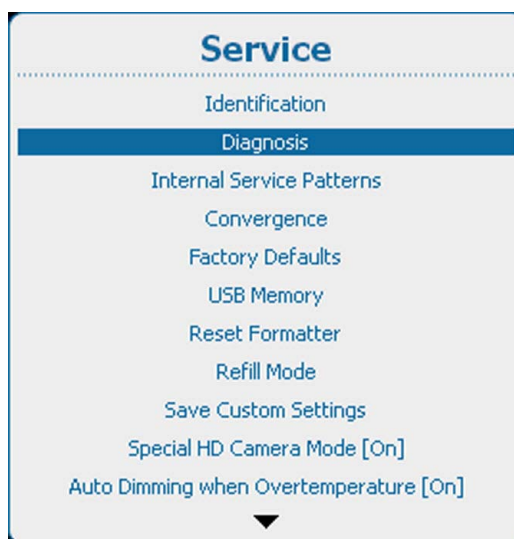 Service
Identification
Diagnosis
Internal Service Patterns
Convergence
Factory Defaults
USB Memory
Reset Formatter
Refill Mode
Save Custom Settings
Special HD Camera Mode [On]
Auto Dimming when Overtemperature [On]